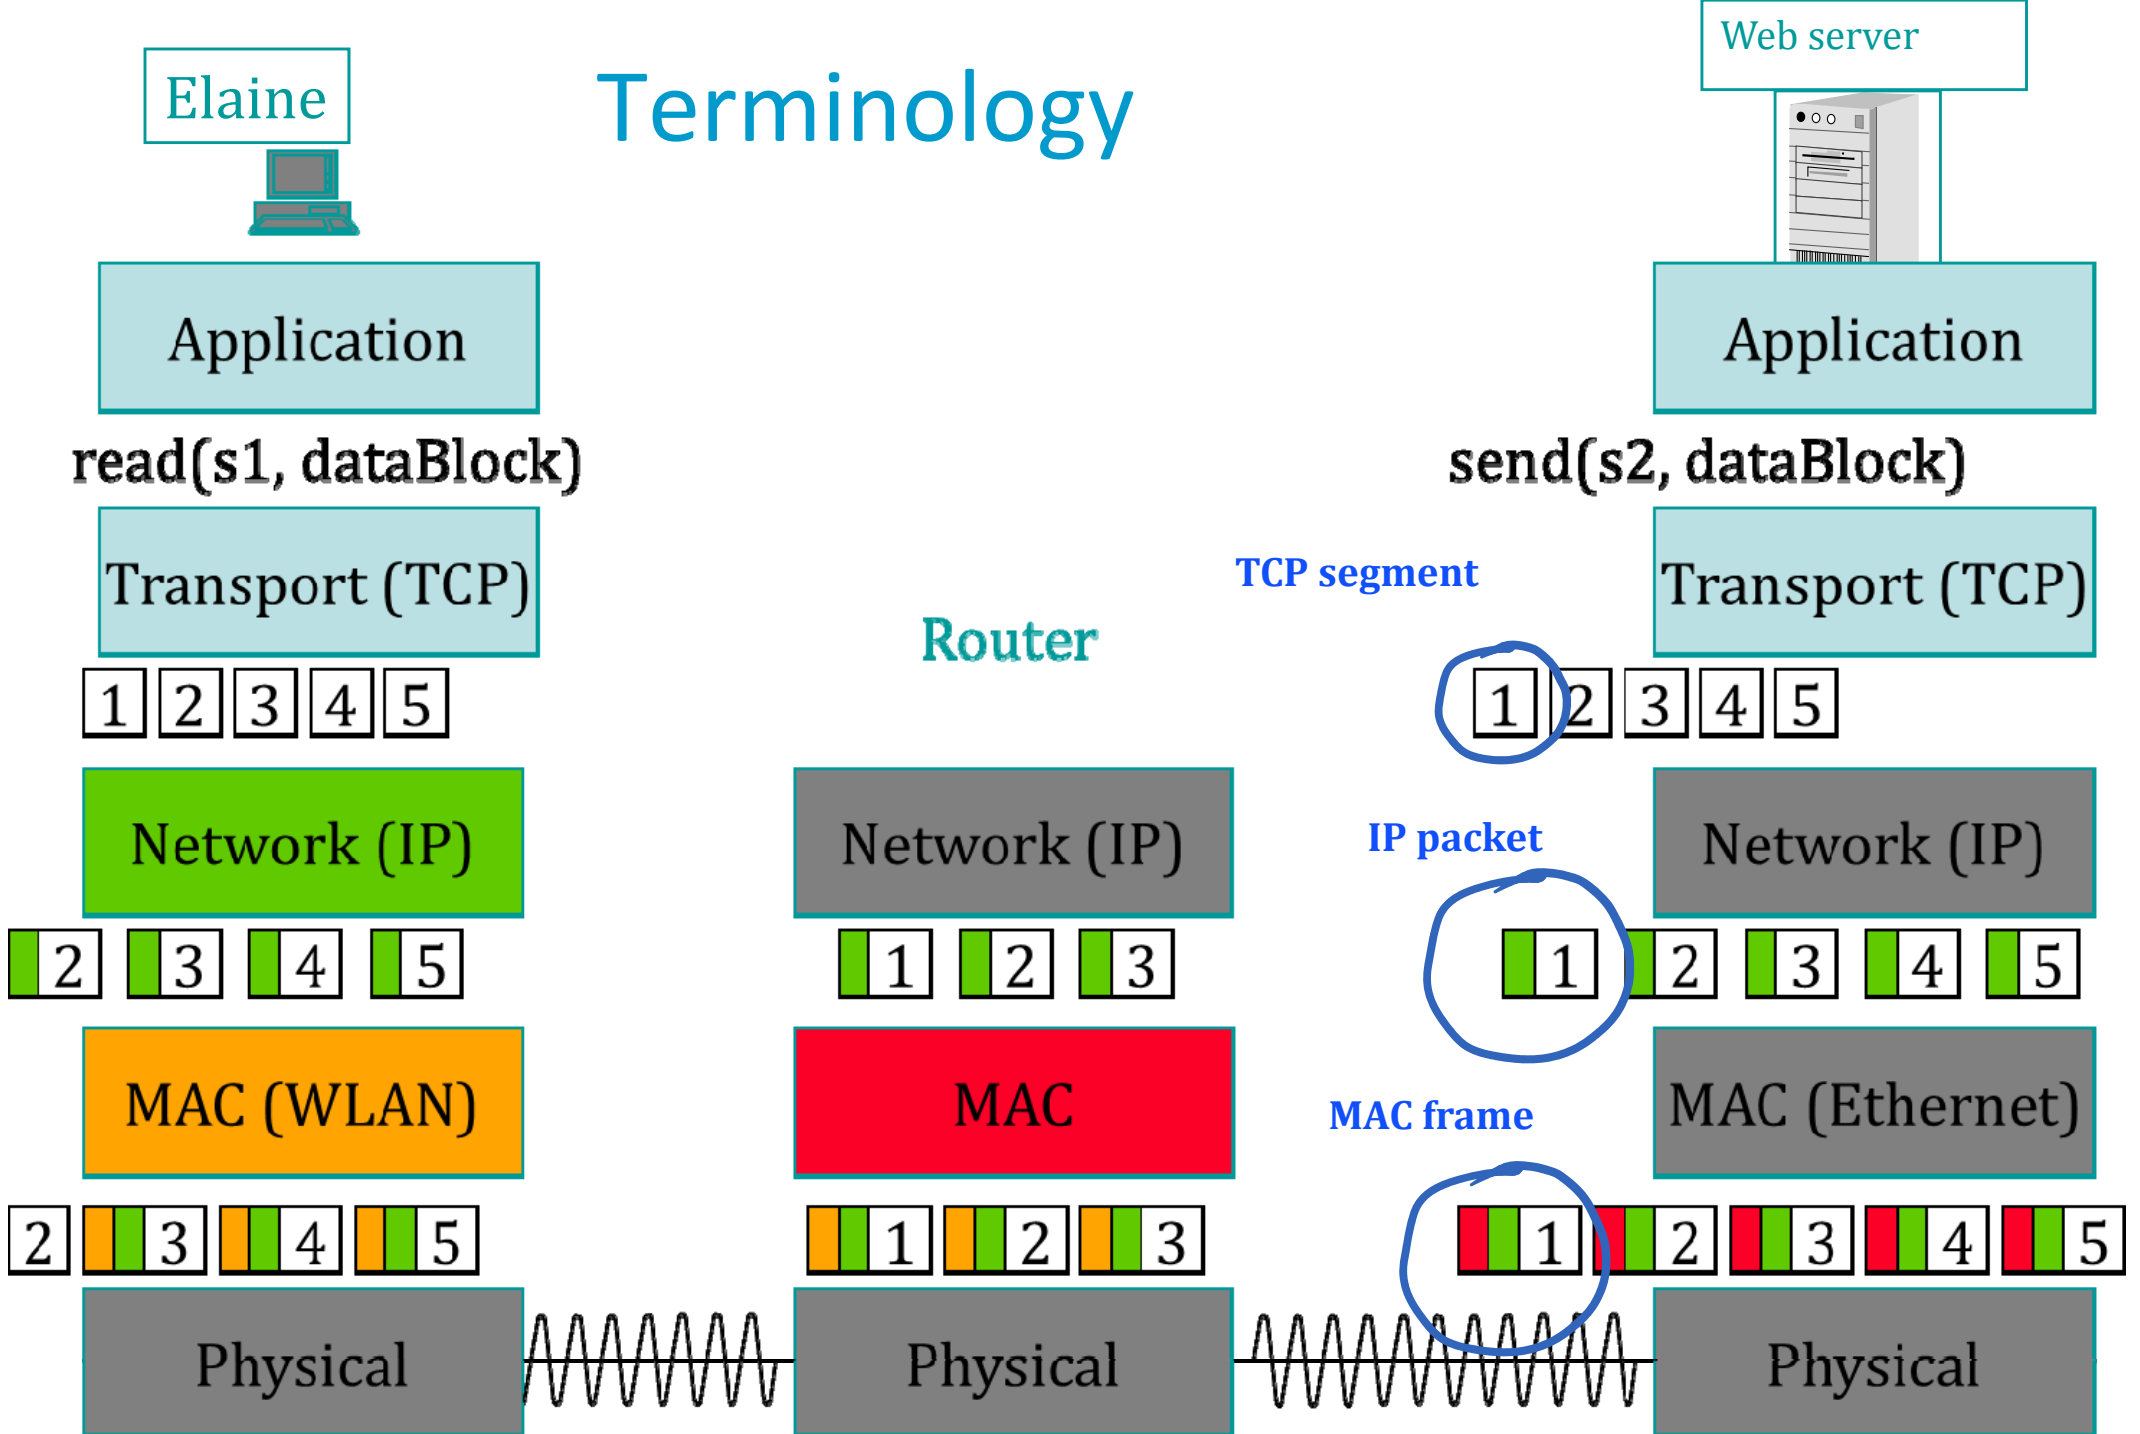 Web server
Elaine
Terminology
Application
Application
read(s1, dataBlock)
send(s2, dataBlock)
Transport (TCP)
TCP segment
Transport (TCP)
Router
1 2 3 4 5
1 2 3 4 5
Network (IP)
Network (IP)
IP packet
Network (IP)
2 3 4 5
1 2 3
1 2 3 4 5
MAC (WLAN)
MAC
MAC frame
MAC (Ethernet)
2 3 4 5
1 2 3
1 2 3 4 5
Physical
Physical
Physical